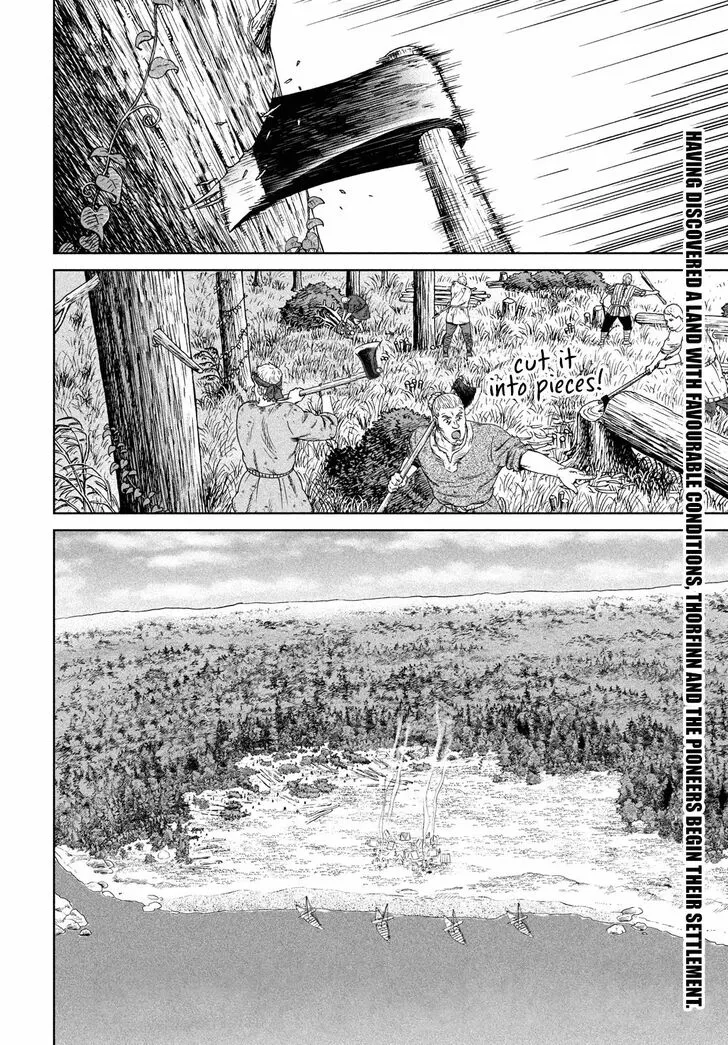 HAVING DISCOVERED A LAND WITH FAVOURABLE CONDITIONS, THORFINN AND THE PIONEERS BEGIN THEIR SETTLEMENT.
cut it
into pieces!